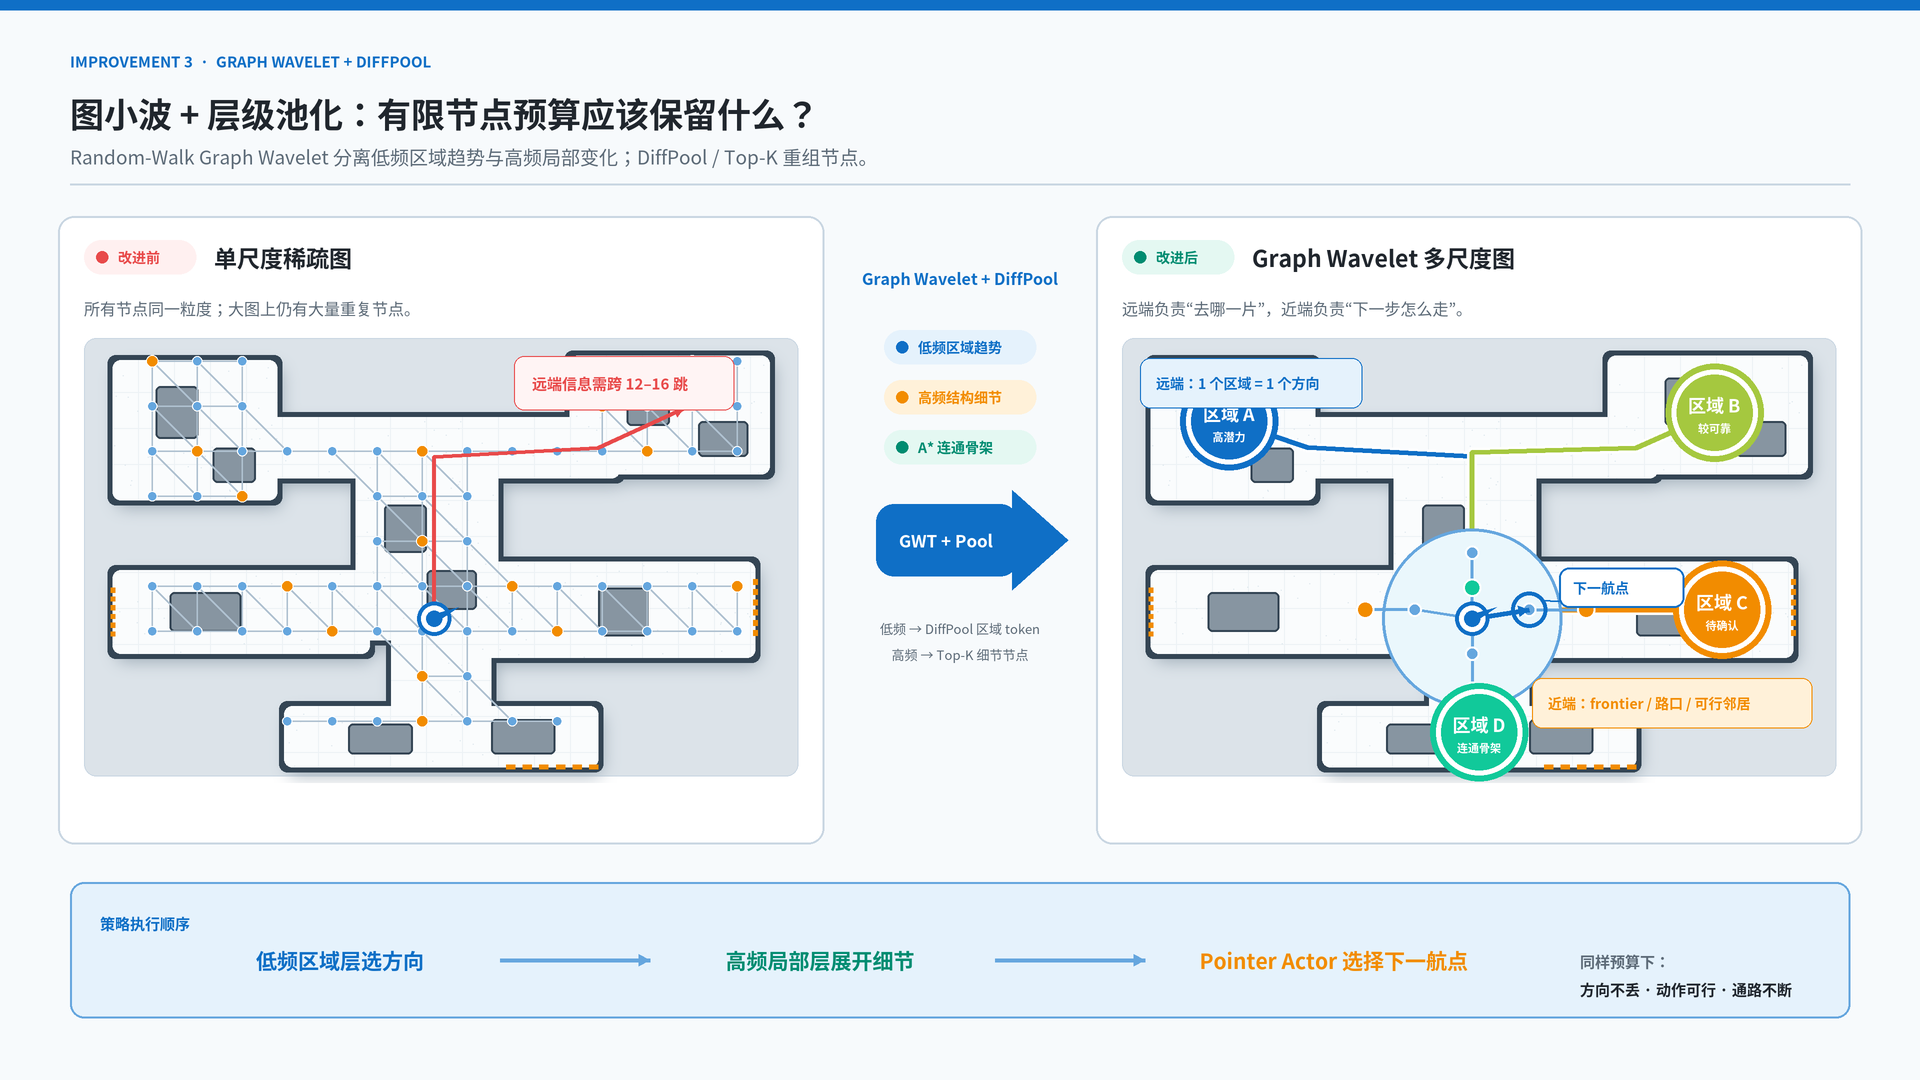 IMPROVEMENT 3 · GRAPH WAVELET + DIFFPOOL
图小波 + 层级池化：有限节点预算应该保留什么？
Random-Walk Graph Wavelet 分离低频区域趋势与高频局部变化；DiffPool / Top-K 重组节点。
改进前
单尺度稀疏图
所有节点同一粒度；大图上仍有大量重复节点。
远端信息需跨 12–16 跳
Graph Wavelet + DiffPool
低频区域趋势
高频结构细节
A* 连通骨架
GWT + Pool
低频 → DiffPool 区域 token
高频 → Top-K 细节节点
改进后
Graph Wavelet 多尺度图
远端负责“去哪一片”，近端负责“下一步怎么走”。
远端：1 个区域 = 1 个方向
区域 A
高潜力
区域 B
较可靠
下一航点
区域 C
待确认
近端：frontier / 路口 / 可行邻居
区域 D
连通骨架
策略执行顺序
低频区域层选方向
高频局部层展开细节
Pointer Actor 选择下一航点
同样预算下：
方向不丢 · 动作可行 · 通路不断